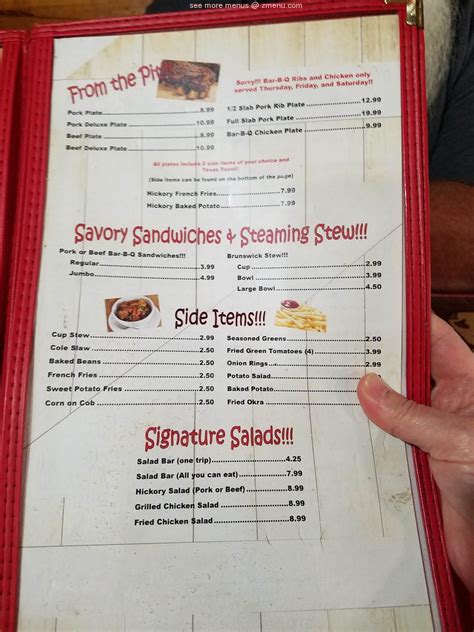 see more menus @ zmenu.com
From the Pit
Sorry!!! Bar-B-Q Ribs and Chicken only
served Thursday, Friday, and Saturday!!
Pork Plate 8.99
Pork Deluxe Plate 10.99
Beef Plate 8.99
Beef Deluxe Plate 10.99
1/2 Slab Pork Rib Plate 12.99
Full Slab Pork Plate 19.99
Bar-B-Q Chicken Plate 9.99
All plates include 2 side items of your choice and
Texas Toast!!
(Side items can be found on the bottom of the page)
Hickory French Fries 7.99
Hickory Baked Potato 7.99
Savory Sandwiches & Steaming Stew!!!
Pork or Beef Bar-B-Q Sandwiches!!!
Regular 3.99
Jumbo 4.99
Brunswick Stew!!!
Cup 2.99
Bowl 3.99
Large Bowl 4.50
Side Items!!!
Cup Stew 2.99
Cole Slaw 2.50
Baked Beans 2.50
French Fries 2.50
Sweet Potato Fries 2.50
Corn on Cob 2.50
Seasoned Greens 2.50
Fried Green Tomatoes (4) 3.99
Onion Rings 2.99
Potato Salad
Baked Potato
Fried Okra
Signature Salads!!!
Salad Bar (one trip) 4.25
Salad Bar (All you can eat) 7.99
Hickory Salad (Pork or Beef) 8.99
Grilled Chicken Salad 8.99
Fried Chicken Salad 8.99